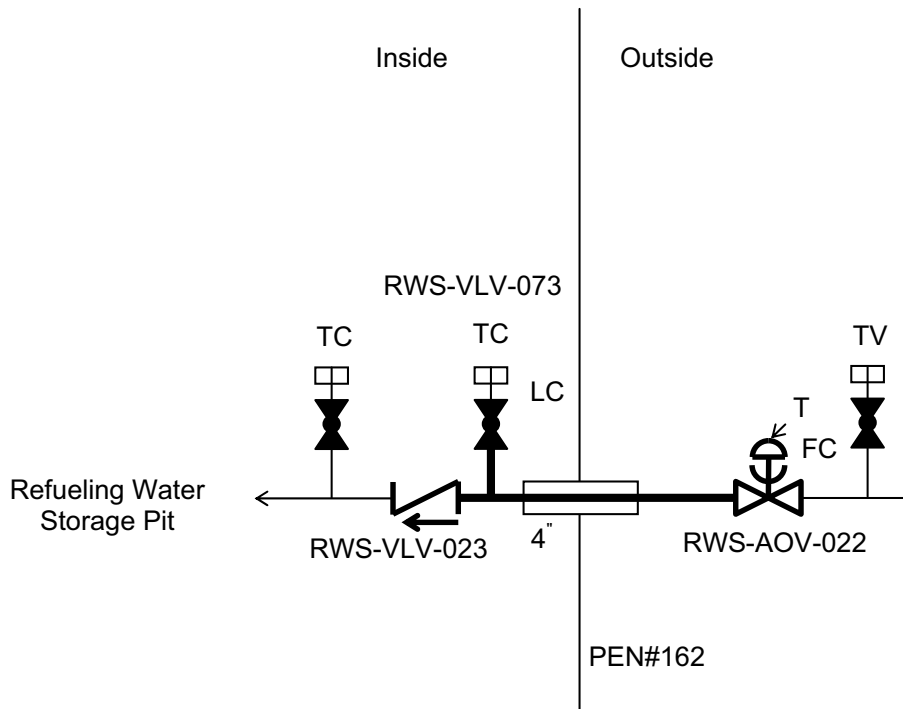 Inside
Outside
RWS-VLV-073
TC
TC
TV
LC
T
FC
Refueling Water
Storage Pit
RWS-VLV-023
4"
RWS-AOV-022
PEN#162